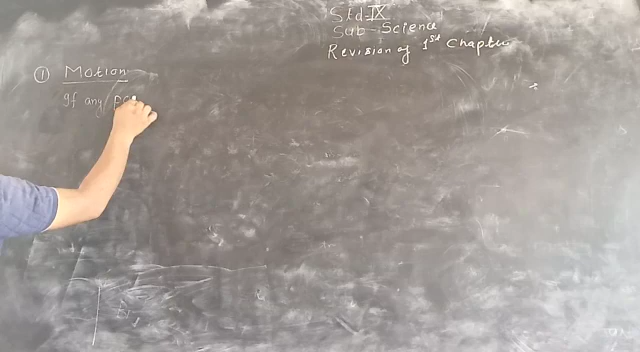 Std-IX
Sub-Science
Revision of 1st Chapter
① Motion
If any